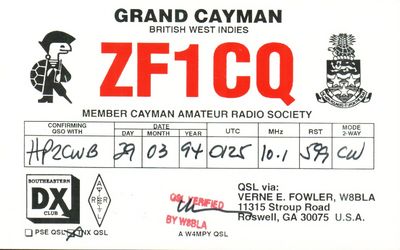 GRAND CAYMAN
BRITISH WEST INDIES
ZF1CQ
MEMBER CAYMAN AMATEUR RADIO SOCIETY
CONFIRMING QSO WITH DATE DAY MONTH YEAR UTC MHz RST MODE 2-WAY
HP2CWB 29 03 94 0125 10.1 599 CW
SOUTHEASTERN
DX
CLUB
ARRL
QSL VERIFIED
BY W8BLA
QSL via:
VERNE E. FOWLER, W8BLA
11315 Stroup Road
Roswell, GA 30075 U.S.A.
PSE QSL TNX QSL
A W4MPY QSL